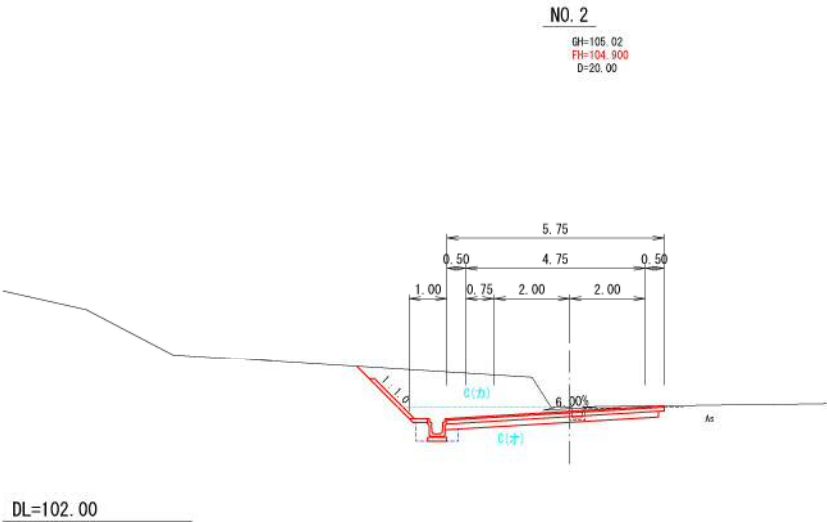 NO. 2
GH=105.02
FH=104.900
D=20.00
5.75
0.50 4.75 0.50
1.00 0.75 2.00 2.00
1:1.0
C(カ)
6.00%
As
C(オ)
DL=102.00